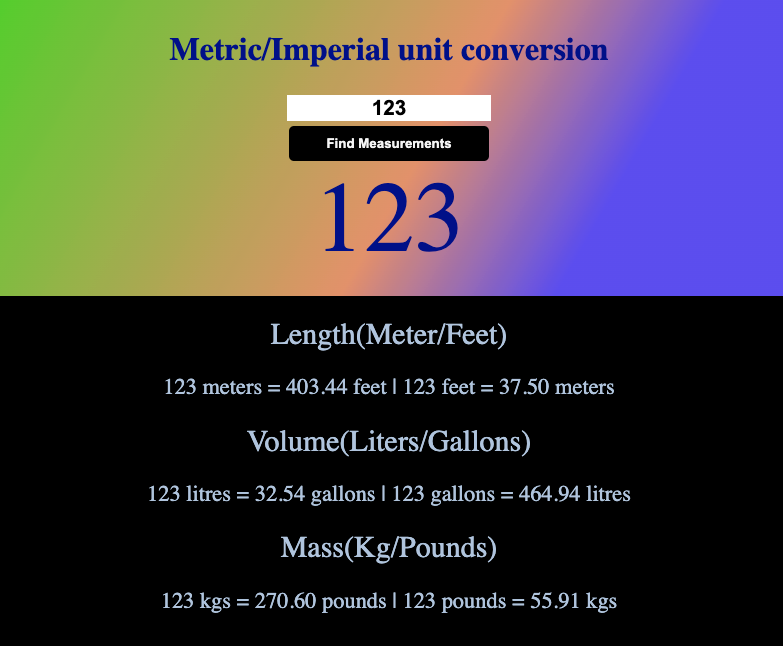 Metric/Imperial unit conversion
123
Find Measurements
123
Length(Meter/Feet)
123 meters = 403.44 feet | 123 feet = 37.50 meters
Volume(Liters/Gallons)
123 litres = 32.54 gallons | 123 gallons = 464.94 litres
Mass(Kg/Pounds)
123 kgs = 270.60 pounds | 123 pounds = 55.91 kgs